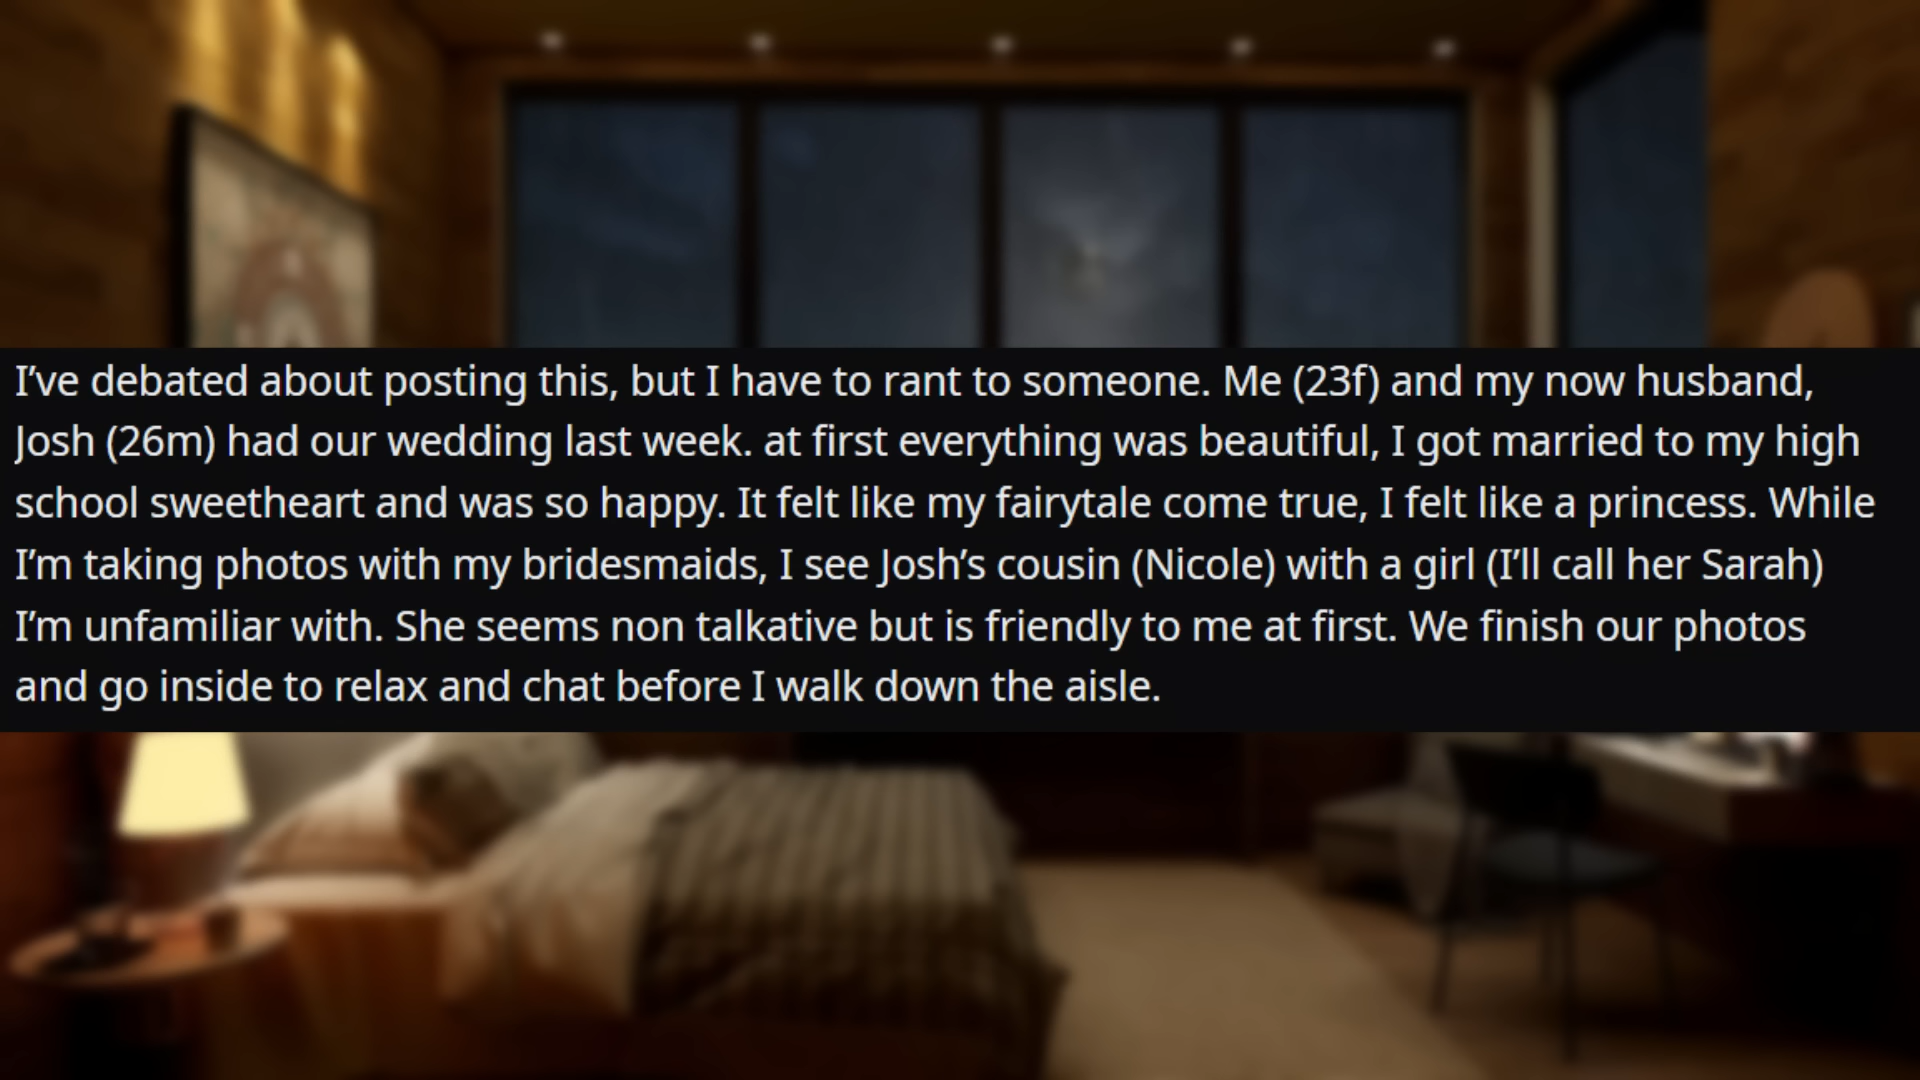 I’ve debated about posting this, but I have to rant to someone. Me (23f) and my now husband,
Josh (26m) had our wedding last week. at first everything was beautiful, I got married to my high
school sweetheart and was so happy. It felt like my fairytale come true, I felt like a princess. While
I’m taking photos with my bridesmaids, I see Josh’s cousin (Nicole) with a girl (I’ll call her Sarah)
I’m unfamiliar with. She seems non talkative but is friendly to me at first. We finish our photos
and go inside to relax and chat before I walk down the aisle.